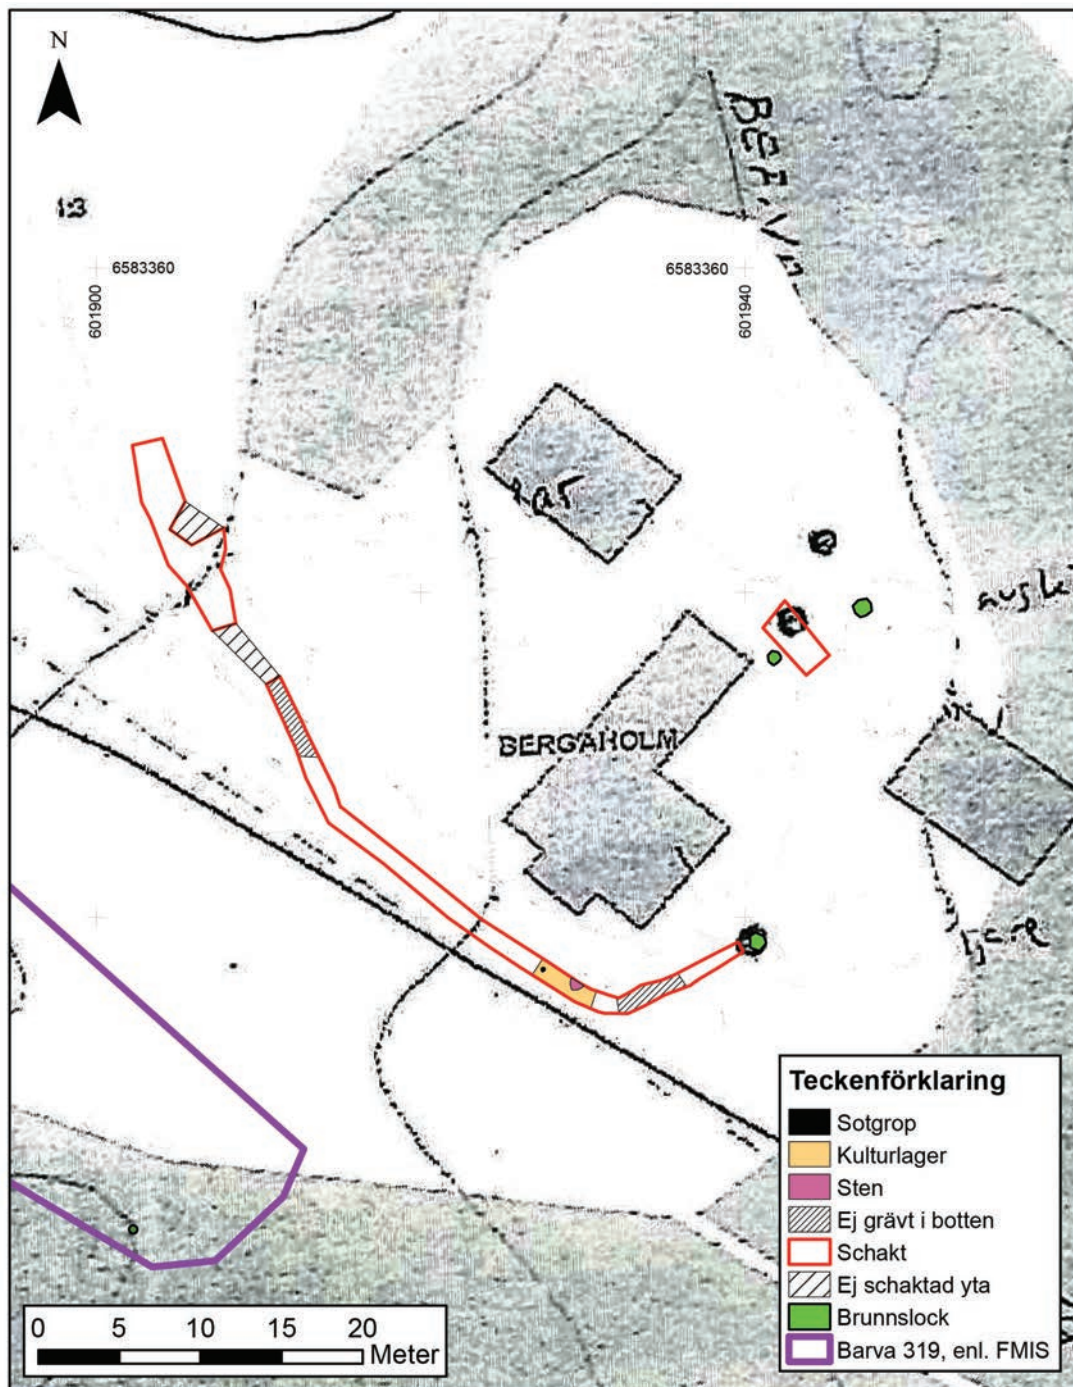 N
BER.V
13
6583360
6583360
601900
601940
BERGAHOLM
Teckenförklaring
Sotgrop
Kulturlager
Sten
Ej grävt i botten
Schakt
Ej schaktad yta
Brunnslock
Barva 319, enl. FMIS
0 5 10 15 20
Meter